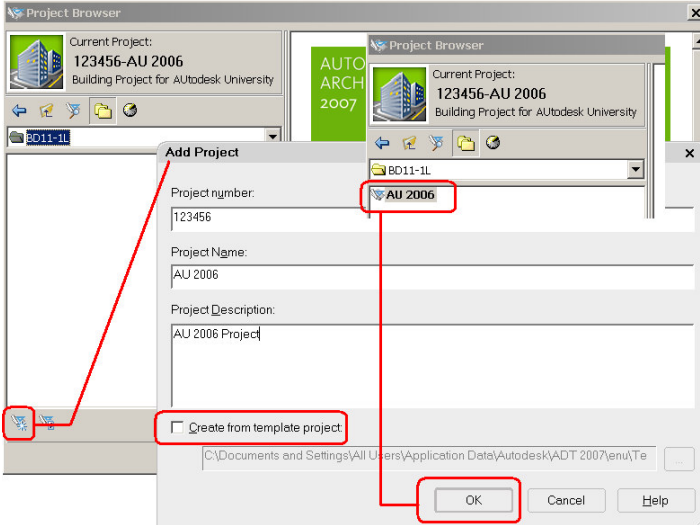 Project Browser
Current Project:
123456-AU 2006
Building Project for AUtodesk University
BD11-1L
AUTO
ARCH
2007
Project Browser
Current Project:
123456-AU 2006
Building Project for AUtodesk University
BD11-1L
AU 2006
Add Project
Project number:
123456
Project Name:
AU 2006
Project Description:
AU 2006 Project
Create from template project:
C:\Documents and Settings\All Users\Application Data\Autodesk\ADT 2007\enu\Te
...
OK
Cancel
Help